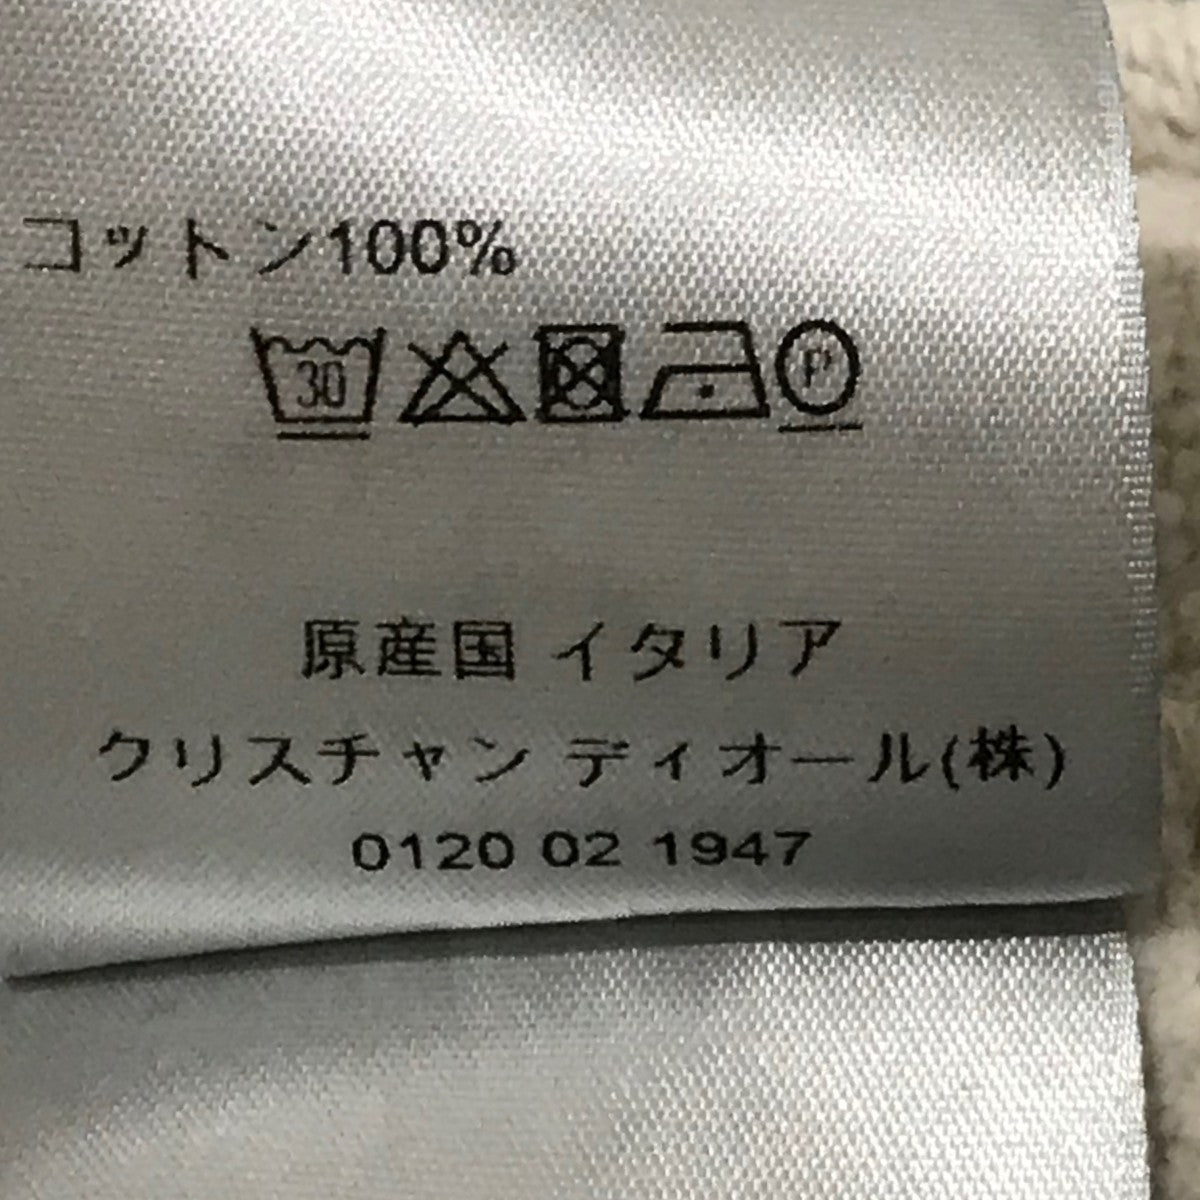 コットン100%
30 P
原産国 イタリア
クリスチャン ディオール(株)
0120 02 1947